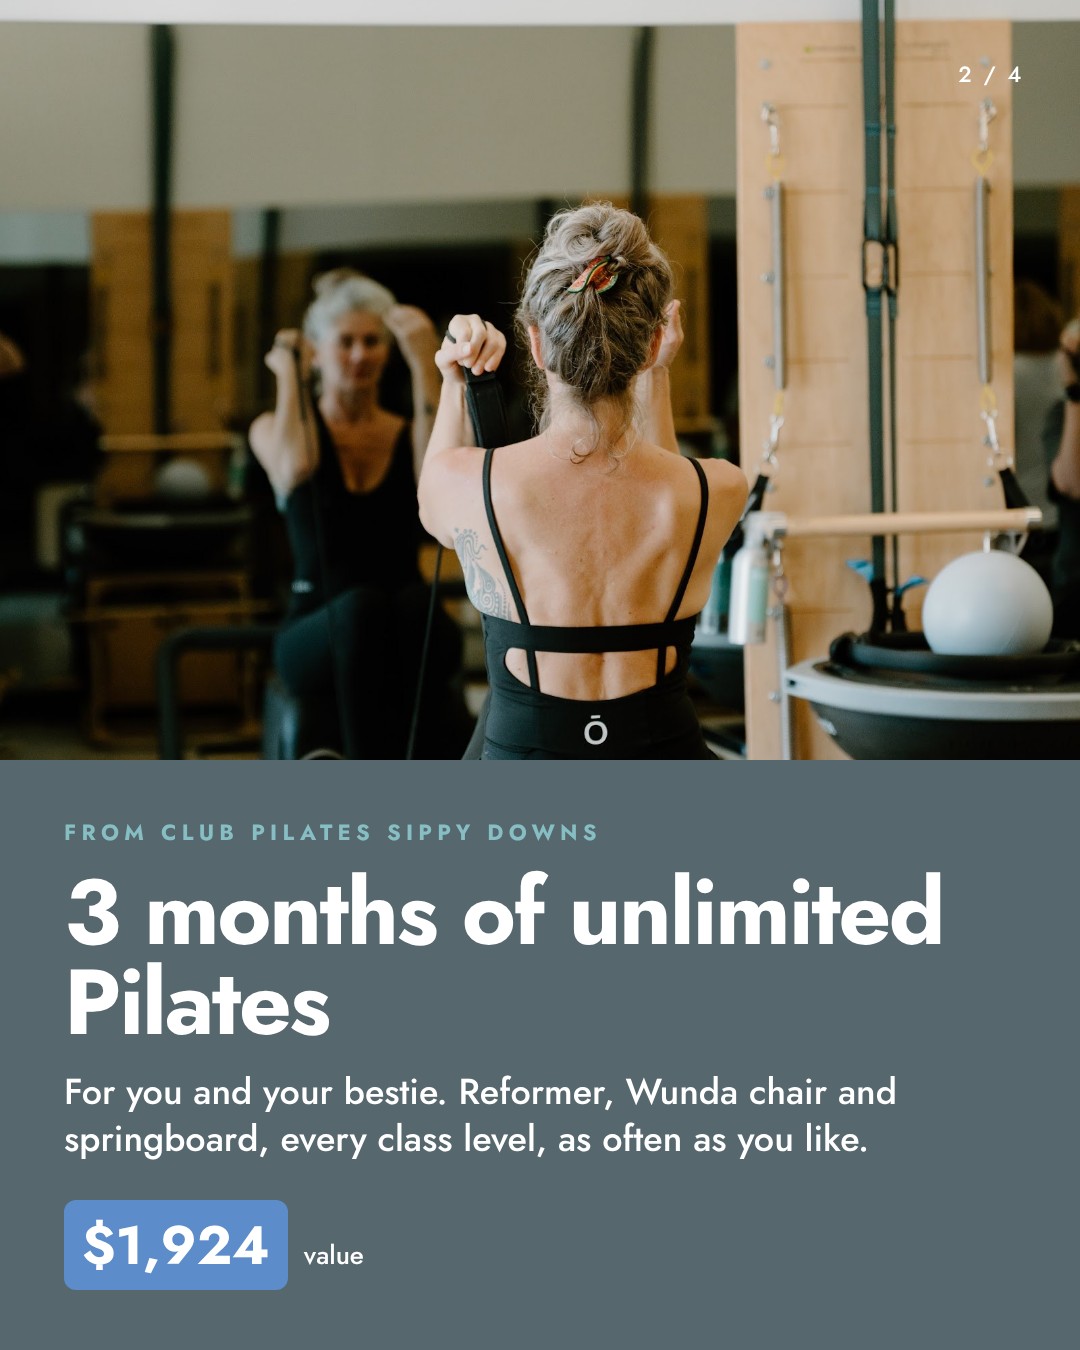 2 / 4
Ō
FROM CLUB PILATES SIPPY DOWNS
3 months of unlimited
Pilates
For you and your bestie. Reformer, Wunda chair and
springboard, every class level, as often as you like.
$1,924 value